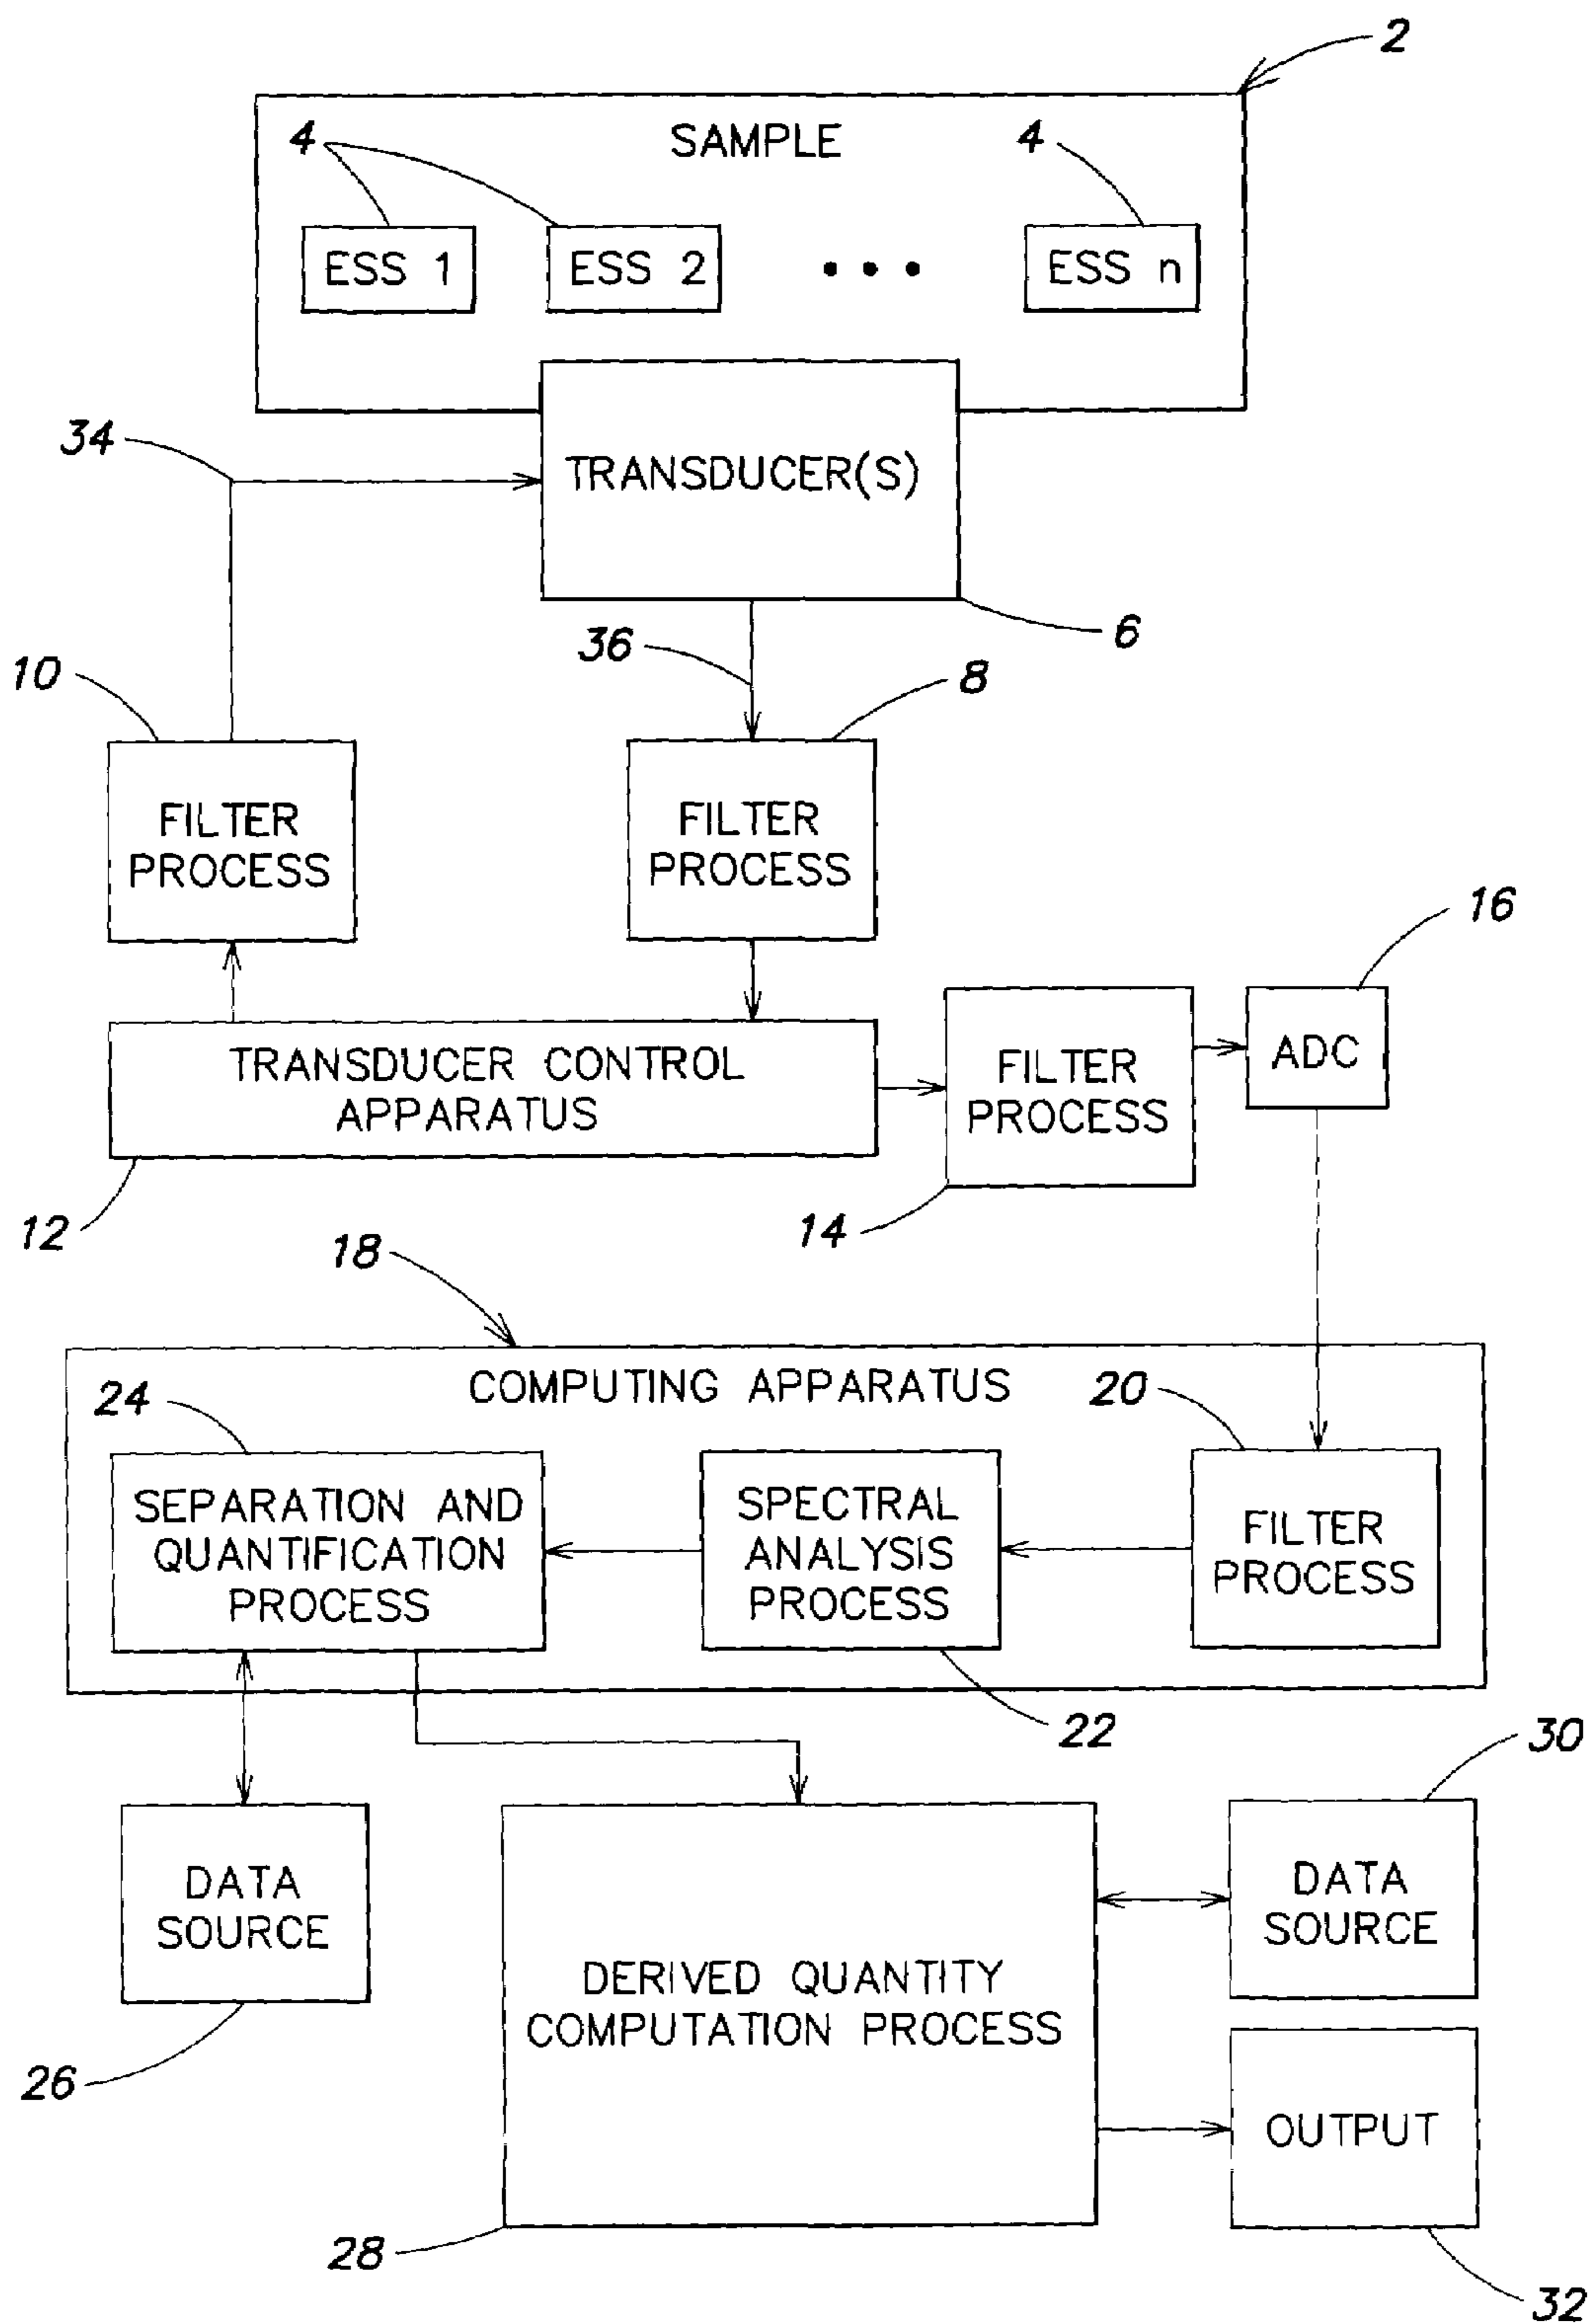 2
SAMPLE
4
4
ESS 1
ESS 2
• • •
ESS n
34
TRANSDUCER(S)
6
36
10
8
FILTER
PROCESS
FILTER
PROCESS
16
TRANSDUCER CONTROL
APPARATUS
FILTER
PROCESS
ADC
12
14
18
COMPUTING APPARATUS
24
20
SEPARATION AND
QUANTIFICATION
PROCESS
SPECTRAL
ANALYSIS
PROCESS
FILTER
PROCESS
22
30
DATA
SOURCE
DERIVED QUANTITY
COMPUTATION PROCESS
DATA
SOURCE
26
OUTPUT
28
32